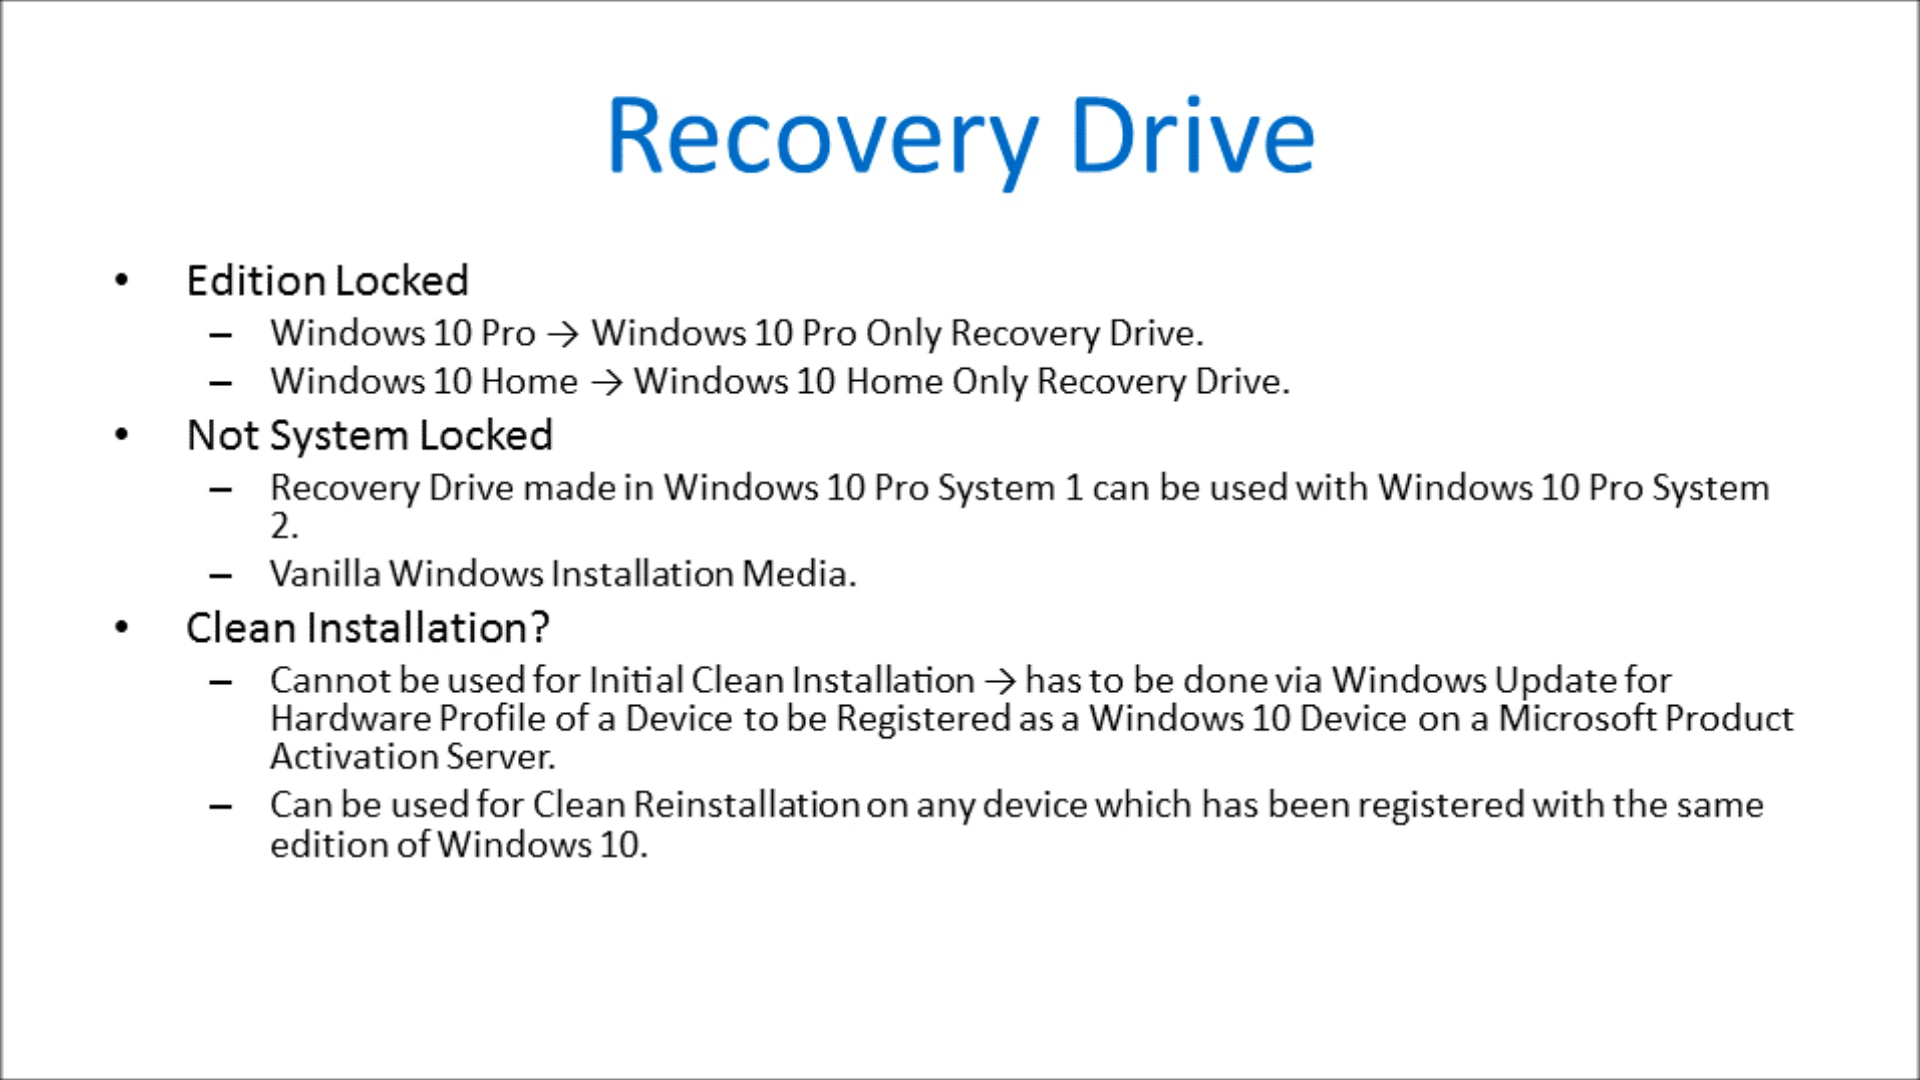 Recovery Drive
• Edition Locked
– Windows 10 Pro → Windows 10 Pro Only Recovery Drive.
– Windows 10 Home → Windows 10 Home Only Recovery Drive.
• Not System Locked
– Recovery Drive made in Windows 10 Pro System 1 can be used with Windows 10 Pro System
2.
– Vanilla Windows Installation Media.
• Clean Installation?
– Cannot be used for Initial Clean Installation → has to be done via Windows Update for
Hardware Profile of a Device to be Registered as a Windows 10 Device on a Microsoft Product
Activation Server.
– Can be used for Clean Reinstallation on any device which has been registered with the same
edition of Windows 10.